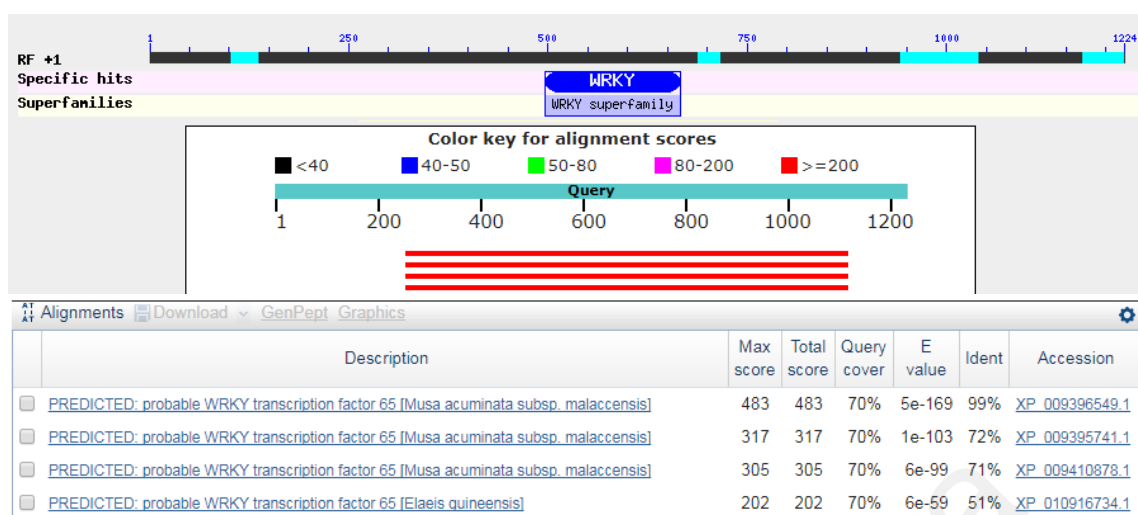 1 250 500 750 1000 1224
RF +1
Specific hits
WRKY
Superfamilies
WRKY superfamily
Color key for alignment scores
<40 40-50 50-80 80-200 >=200
Query
1 200 400 600 800 1000 1200
Alignments Download GenPept Graphics
Description Max score Total score Query cover E value Ident Accession
PREDICTED: probable WRKY transcription factor 65 [Musa acuminata subsp. malaccensis] 483 483 70% 5e-169 99% XP_009396549.1
PREDICTED: probable WRKY transcription factor 65 [Musa acuminata subsp. malaccensis] 317 317 70% 1e-103 72% XP_009395741.1
PREDICTED: probable WRKY transcription factor 65 [Musa acuminata subsp. malaccensis] 305 305 70% 6e-99 71% XP_009410878.1
PREDICTED: probable WRKY transcription factor 65 [Elaeis guineensis] 202 202 70% 6e-59 51% XP_010916734.1